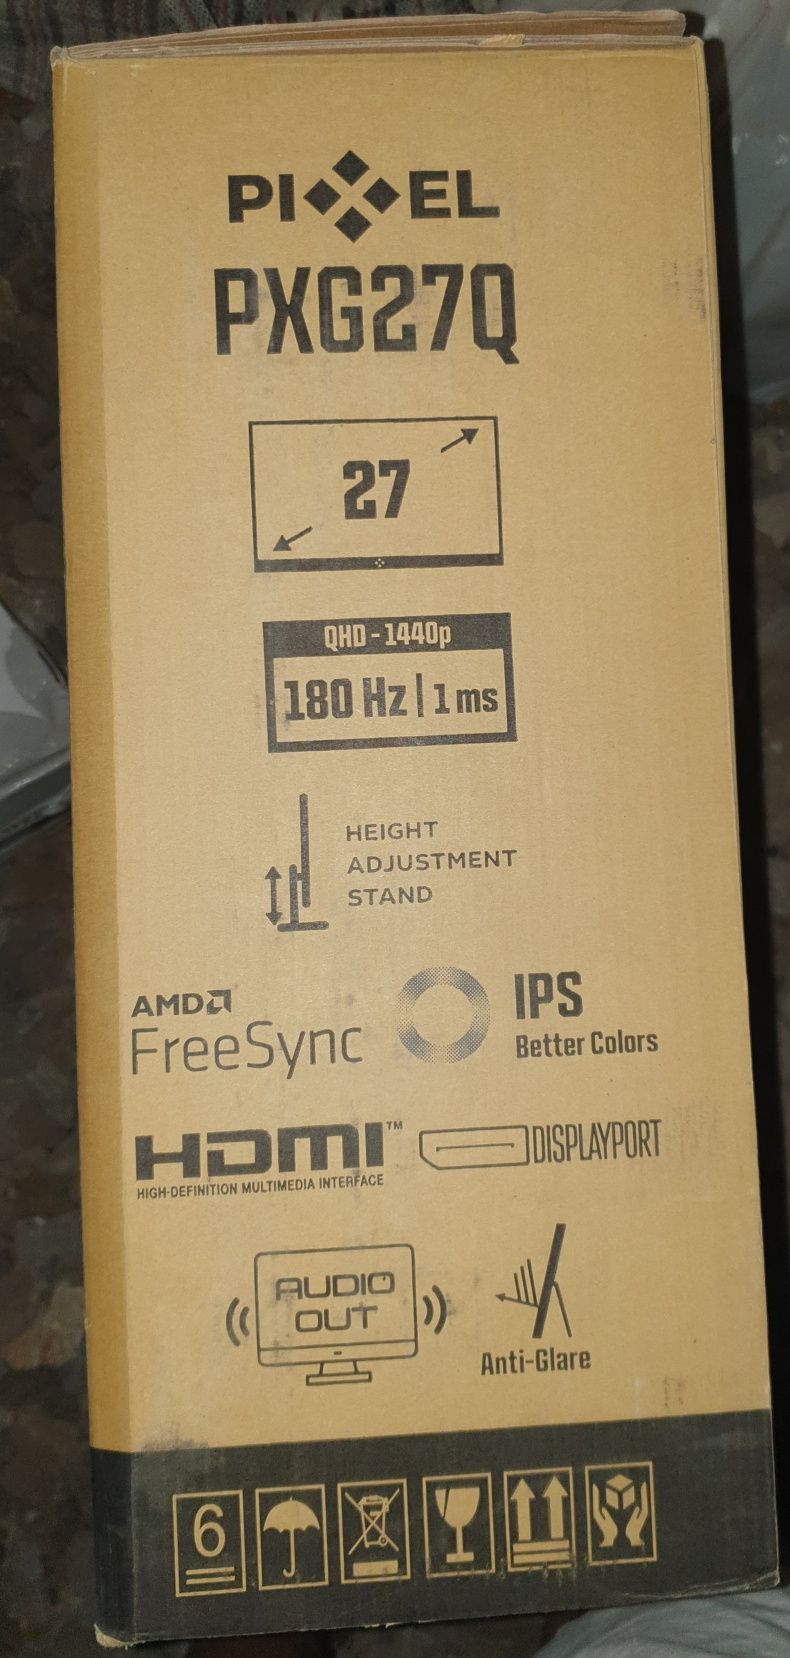 PIXEL
PXG27Q
27
QHD - 1440p
180 Hz | 1 ms
HEIGHT
ADJUSTMENT
STAND
AMD
FreeSync
IPS
Better Colors
HDMI™
HIGH-DEFINITION MULTIMEDIA INTERFACE
DISPLAYPORT
AUDIO
OUT
Anti-Glare
6